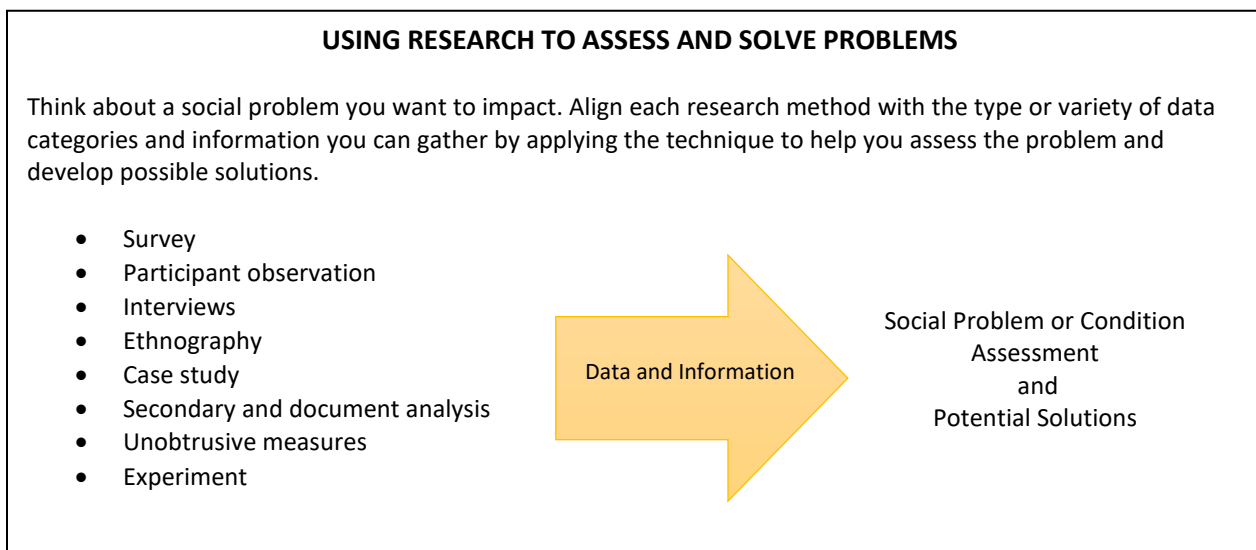 USING RESEARCH TO ASSESS AND SOLVE PROBLEMS
Think about a social problem you want to impact. Align each research method with the type or variety of data
categories and information you can gather by applying the technique to help you assess the problem and
develop possible solutions.
• Survey
• Participant observation
• Interviews
• Ethnography
• Case study
• Secondary and document analysis
• Unobtrusive measures
• Experiment
Data and Information
Social Problem or Condition
Assessment
and
Potential Solutions